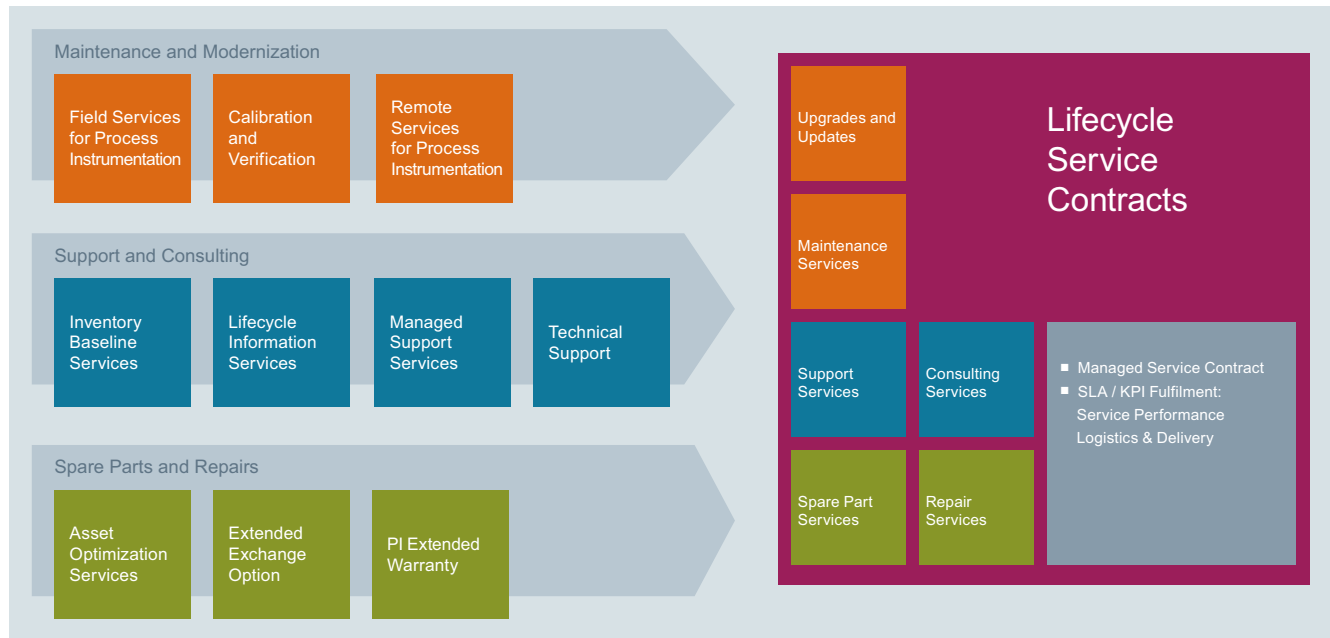 Maintenance and Modernization
Field Services
for Process
Instrumentation
Calibration
and
Verification
Remote
Services
for Process
Instrumentation
Support and Consulting
Inventory
Baseline
Services
Lifecycle
Information
Services
Managed
Support
Services
Technical
Support
Spare Parts and Repairs
Asset
Optimization
Services
Extended
Exchange
Option
PI Extended
Warranty
Lifecycle
Service
Contracts
Upgrades and
Updates
Maintenance
Services
Support
Services
Consulting
Services
Spare Part
Services
Repair
Services
■ Managed Service Contract
■ SLA / KPI Fulfilment:
Service Performance
Logistics & Delivery